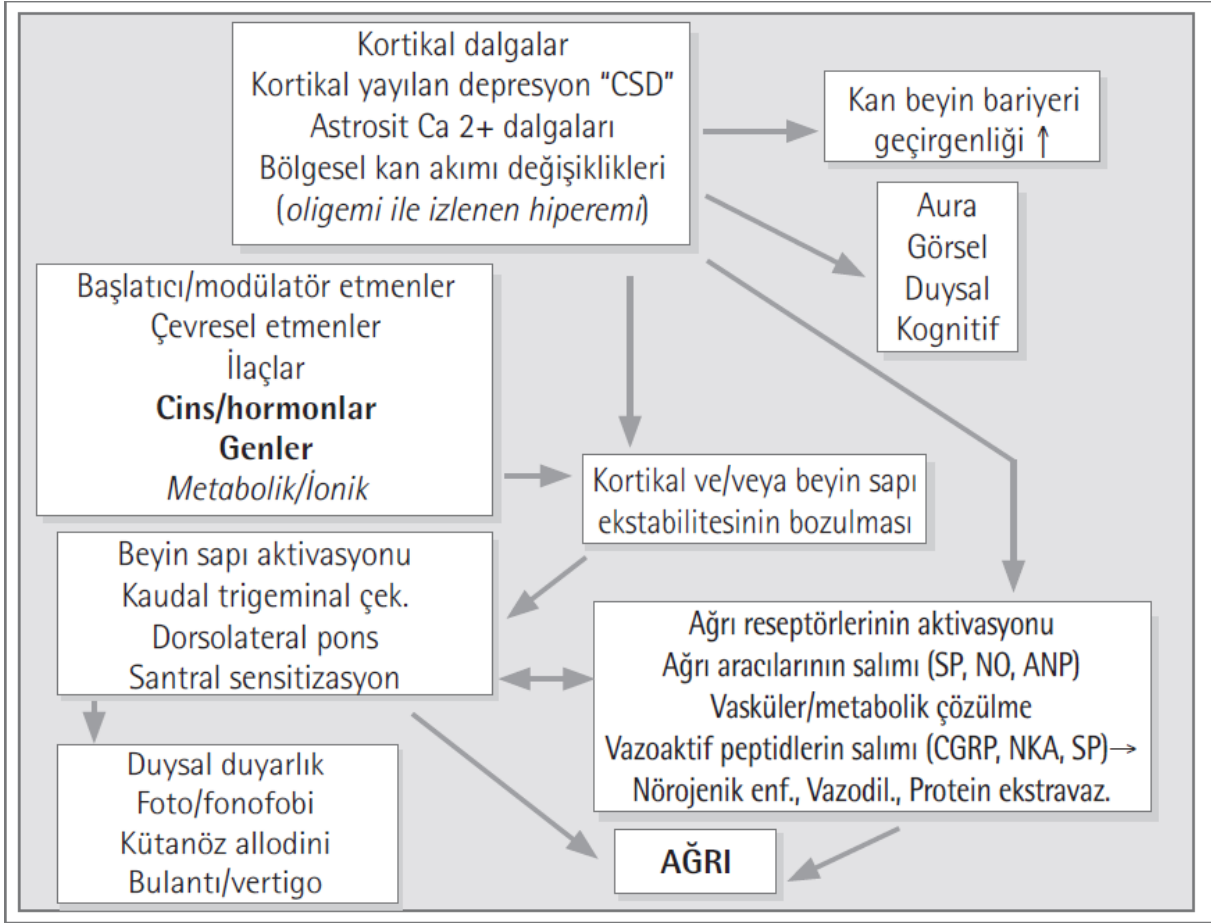 Kortikal dalgalar
Kortikal yayılan depresyon “CSD”
Astrosit Ca 2+ dalgaları
Bölgesel kan akımı değişiklikleri
(oligemi ile izlenen hiperemi)
Kan beyin bariyeri
geçirgenliği ↑
Aura
Görsel
Duysal
Kognitif
Başlatıcı/modülatör etmenler
Çevresel etmenler
İlaçlar
Cins/hormonlar
Genler
Metabolik/İonik
Kortikal ve/veya beyin sapı
ekstabilitesinin bozulması
Beyin sapı aktivasyonu
Kaudal trigeminal çek.
Dorsolateral pons
Santral sensitizasyon
Ağrı reseptörlerinin aktivasyonu
Ağrı aracılarının salımı (SP, NO, ANP)
Vasküler/metabolik çözülme
Vazoaktif peptidlerin salımı (CGRP, NKA, SP)→
Nörojenik enf., Vazodil., Protein ekstravaz.
Duysal duyarlık
Foto/fonofobi
Kütanöz allodini
Bulantı/vertigo
AĞRI